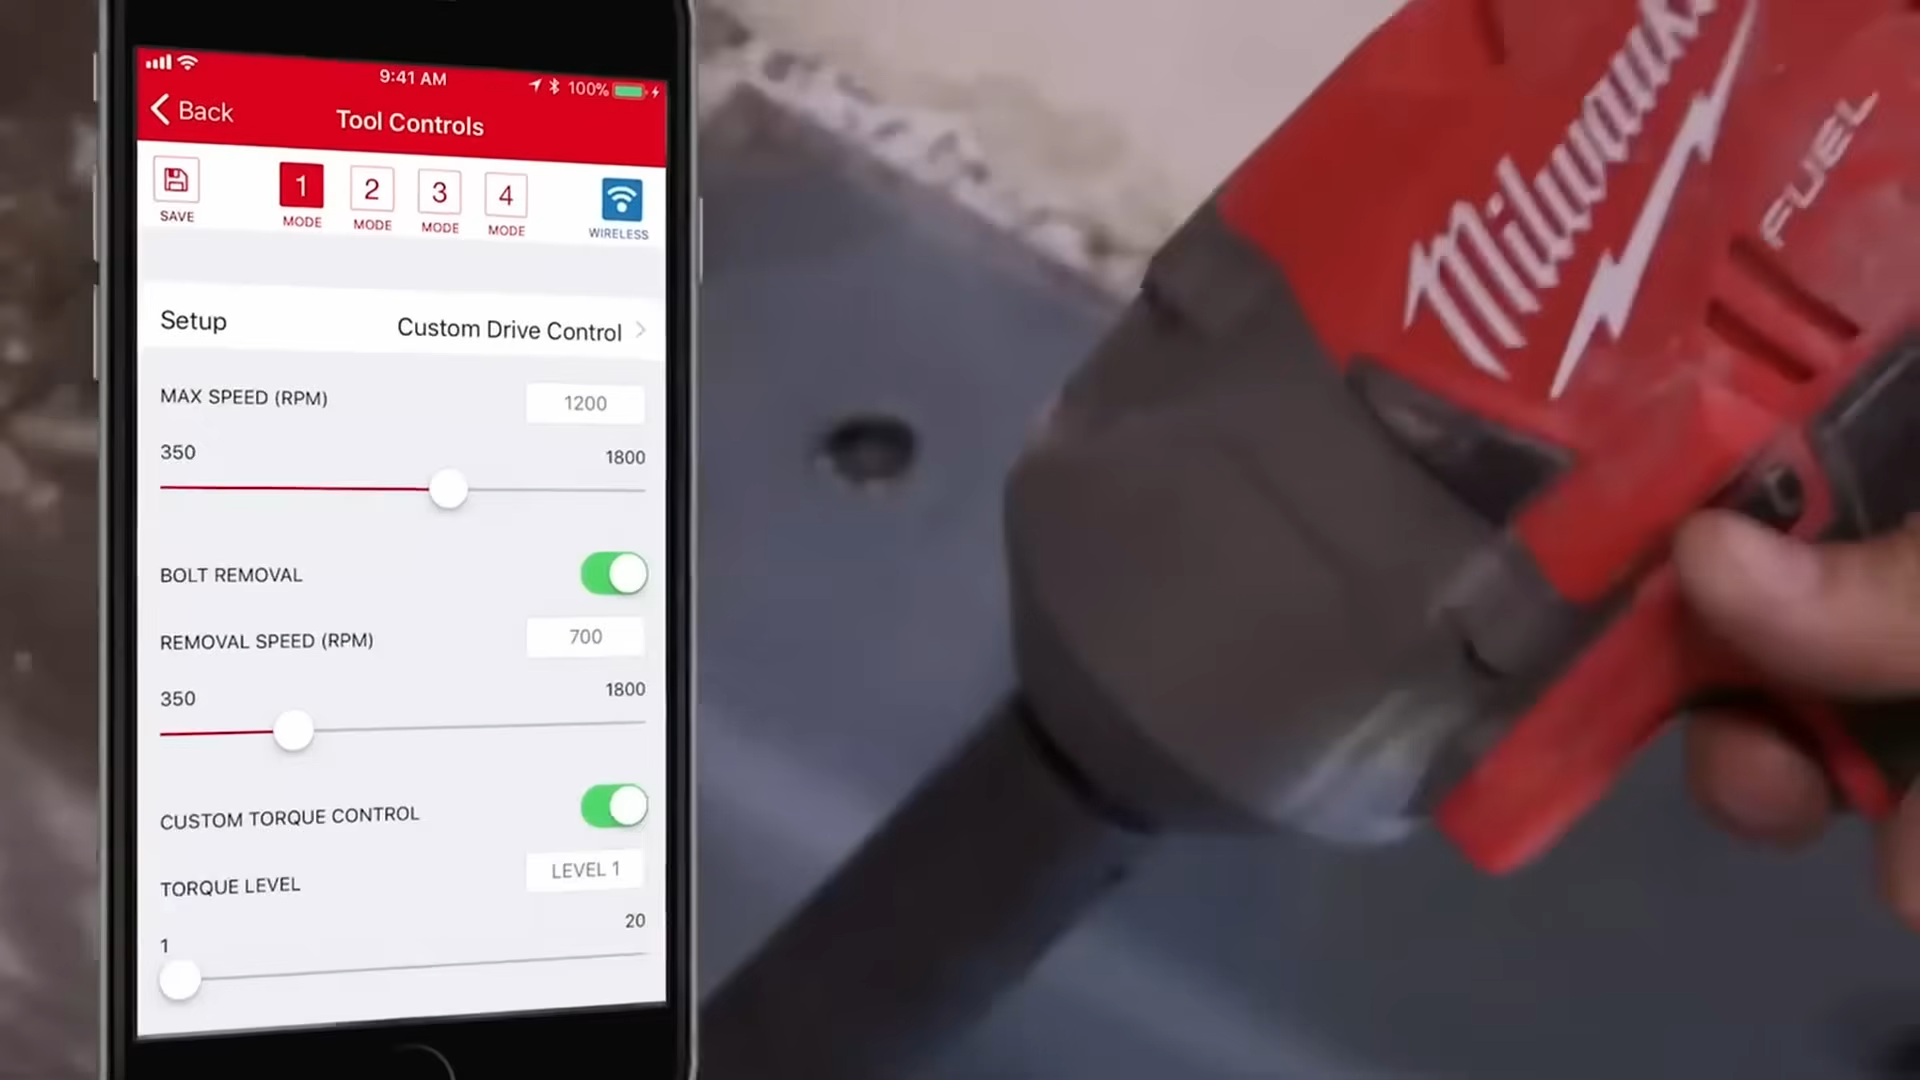 9:41 AM
100%
Back
Tool Controls
SAVE
1
MODE
2
MODE
3
MODE
4
MODE
WIRELESS
Setup
Custom Drive Control
MAX SPEED (RPM)
1200
350
1800
BOLT REMOVAL
REMOVAL SPEED (RPM)
700
350
1800
CUSTOM TORQUE CONTROL
TORQUE LEVEL
LEVEL 1
1
20
Milwauk
FUEL